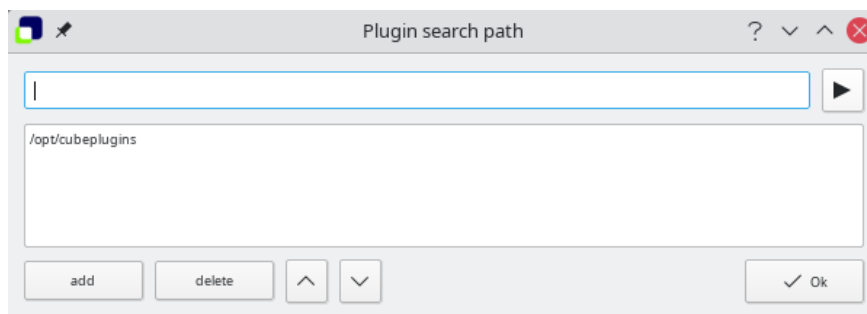 Plugin search path
/opt/cubeplugins
add
delete
Ok